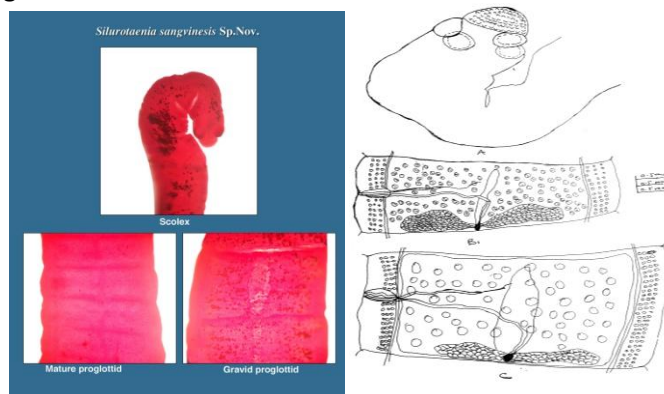 Silurotaenia sangvinesis Sp.Nov.
Scolex
Mature proglottid
Gravid proglottid
A
B.
C